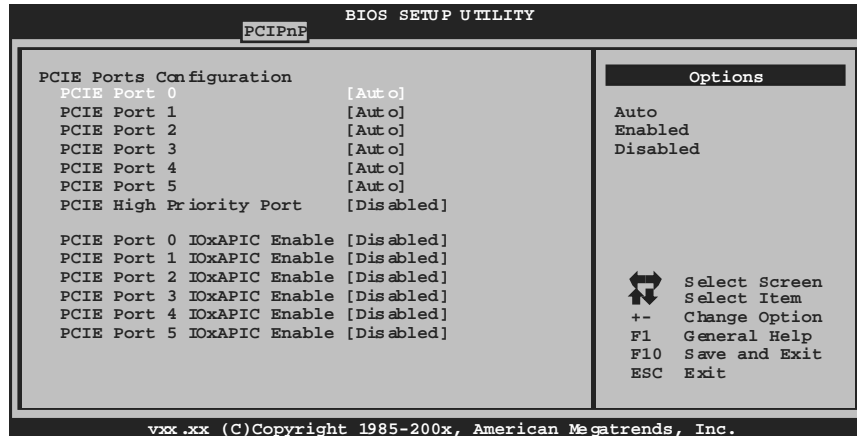 BIOS SETUP UTILITY
PCIPnP
PCIE Ports Configuration
PCIE Port 0 [Auto]
PCIE Port 1 [Auto]
PCIE Port 2 [Auto]
PCIE Port 3 [Auto]
PCIE Port 4 [Auto]
PCIE Port 5 [Auto]
PCIE High Priority Port [Disabled]
PCIE Port 0 IOxAPIC Enable [Disabled]
PCIE Port 1 IOxAPIC Enable [Disabled]
PCIE Port 2 IOxAPIC Enable [Disabled]
PCIE Port 3 IOxAPIC Enable [Disabled]
PCIE Port 4 IOxAPIC Enable [Disabled]
PCIE Port 5 IOxAPIC Enable [Disabled]
Options
Auto
Enabled
Disabled
Select Screen
Select Item
+- Change Option
F1 General Help
F10 Save and Exit
ESC Exit
vxx.xx (C)Copyright 1985-200x, American Megatrends, Inc.